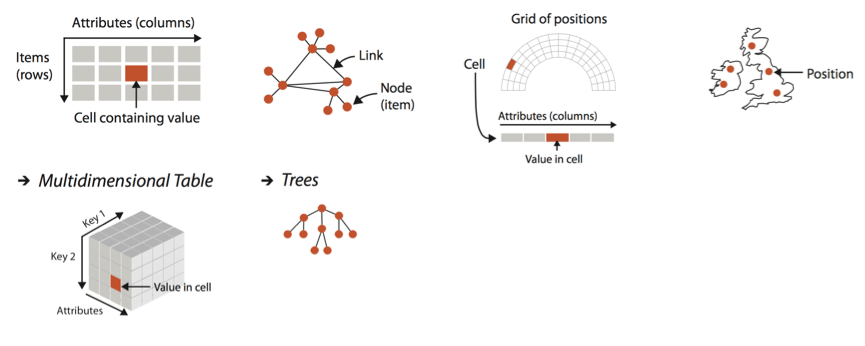 Attributes (columns)
Items
(rows)
Cell containing value
Link
Node
(item)
Grid of positions
Cell
Attributes (columns)
Value in cell
Position
→ Multidimensional Table
Key 1
Key 2
Value in cell
Attributes
→ Trees